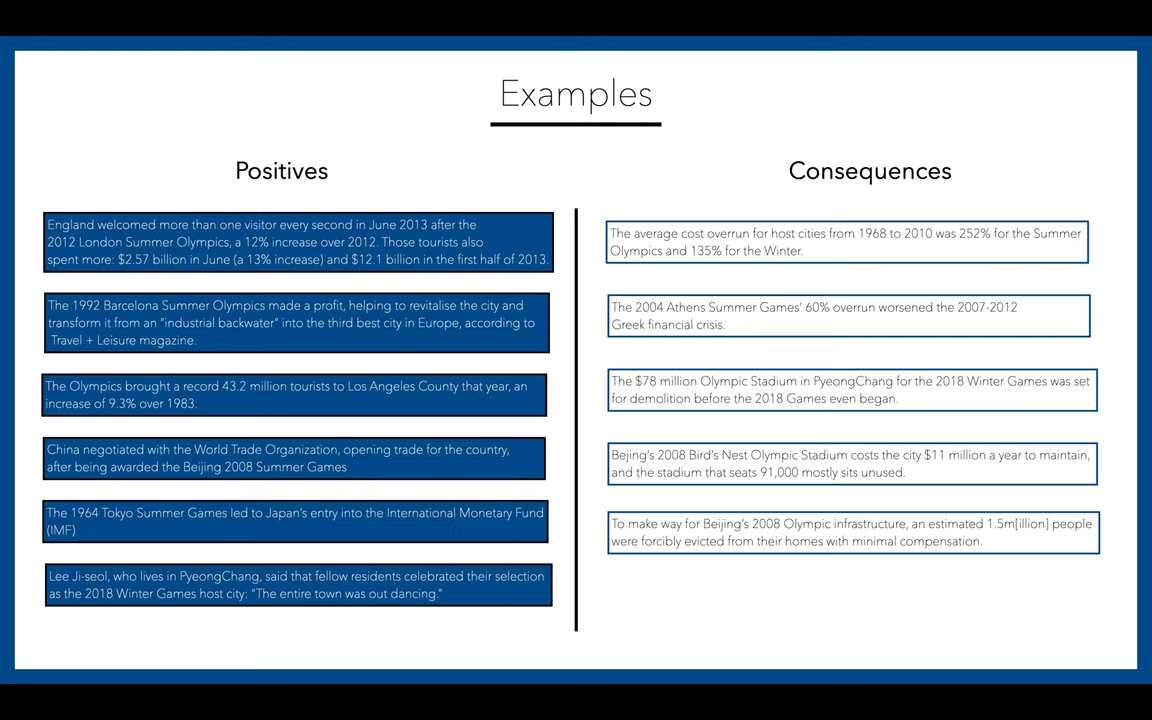 Examples
Positives
England welcomed more than one visitor every second in June 2013 after the
2012 London Summer Olympics, a 12% increase over 2012. Those tourists also
spent more: $2.57 billion in June (a 13% increase) and $12.1 billion in the first half of 2013.
The 1992 Barcelona Summer Olympics made a profit, helping to revitalise the city and
transform it from an "industrial backwater" into the third best city in Europe, according to
Travel + Leisure magazine.
The Olympics brought a record 43.2 million tourists to Los Angeles County that year, an
increase of 9.3% over 1983.
China negotiated with the World Trade Organization, opening trade for the country,
after being awarded the Beijing 2008 Summer Games
The 1964 Tokyo Summer Games led to Japan's entry into the International Monetary Fund
(IMF)
Lee Ji-seol, who lives in PyeongChang, said that fellow residents celebrated their selection
as the 2018 Winter Games host city: "The entire town was out dancing."
Consequences
The average cost overrun for host cities from 1968 to 2010 was 252% for the Summer
Olympics and 135% for the Winter.
The 2004 Athens Summer Games' 60% overrun worsened the 2007-2012
Greek financial crisis.
The $78 million Olympic Stadium in PyeongChang for the 2018 Winter Games was set
for demolition before the 2018 Games even began.
Bejing's 2008 Bird's Nest Olympic Stadium costs the city $11 million a year to maintain,
and the stadium that seats 91,000 mostly sits unused.
To make way for Beijing's 2008 Olympic infrastructure, an estimated 1.5m[illion] people
were forcibly evicted from their homes with minimal compensation.